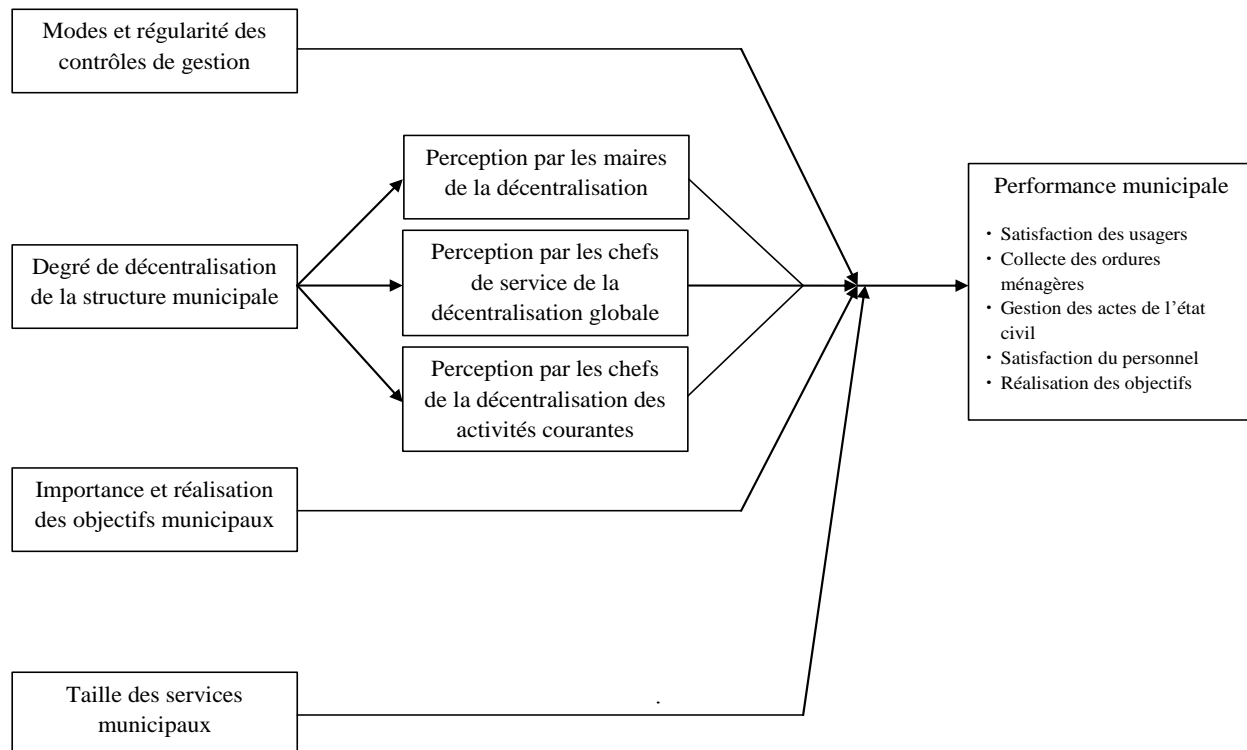 Modes et régularité des
contrôles de gestion
Perception par les maires
de la décentralisation
Degré de décentralisation
de la structure municipale
Perception par les chefs
de service de la
décentralisation globale
Perception par les chefs
de la décentralisation des
activités courantes
Importance et réalisation
des objectifs municipaux
Taille des services
municipaux
.
Performance municipale
· Satisfaction des usagers
· Collecte des ordures
ménagères
· Gestion des actes de l’état
civil
· Satisfaction du personnel
· Réalisation des objectifs